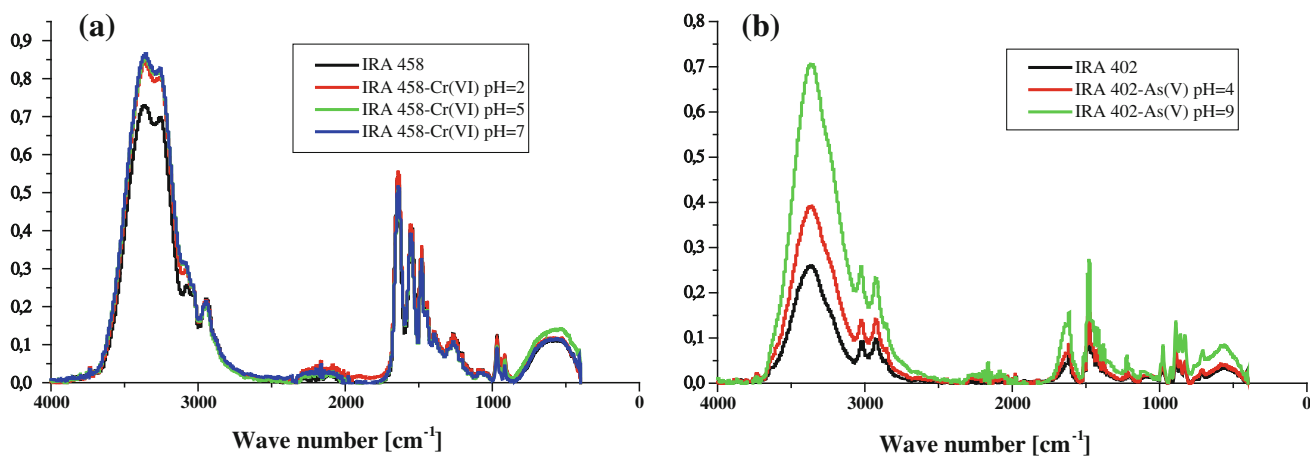 (a)
IRA 458
IRA 458-Cr(VI) pH=2
IRA 458-Cr(VI) pH=5
IRA 458-Cr(VI) pH=7
0,9
0,8
0,7
0,6
0,5
0,4
0,3
0,2
0,1
0,0
4000 3000 2000 1000 0
Wave number [cm-1]
(b)
IRA 402
IRA 402-As(V) pH=4
IRA 402-As(V) pH=9
0,8
0,7
0,6
0,5
0,4
0,3
0,2
0,1
0,0
4000 3000 2000 1000 0
Wave number [cm-1]